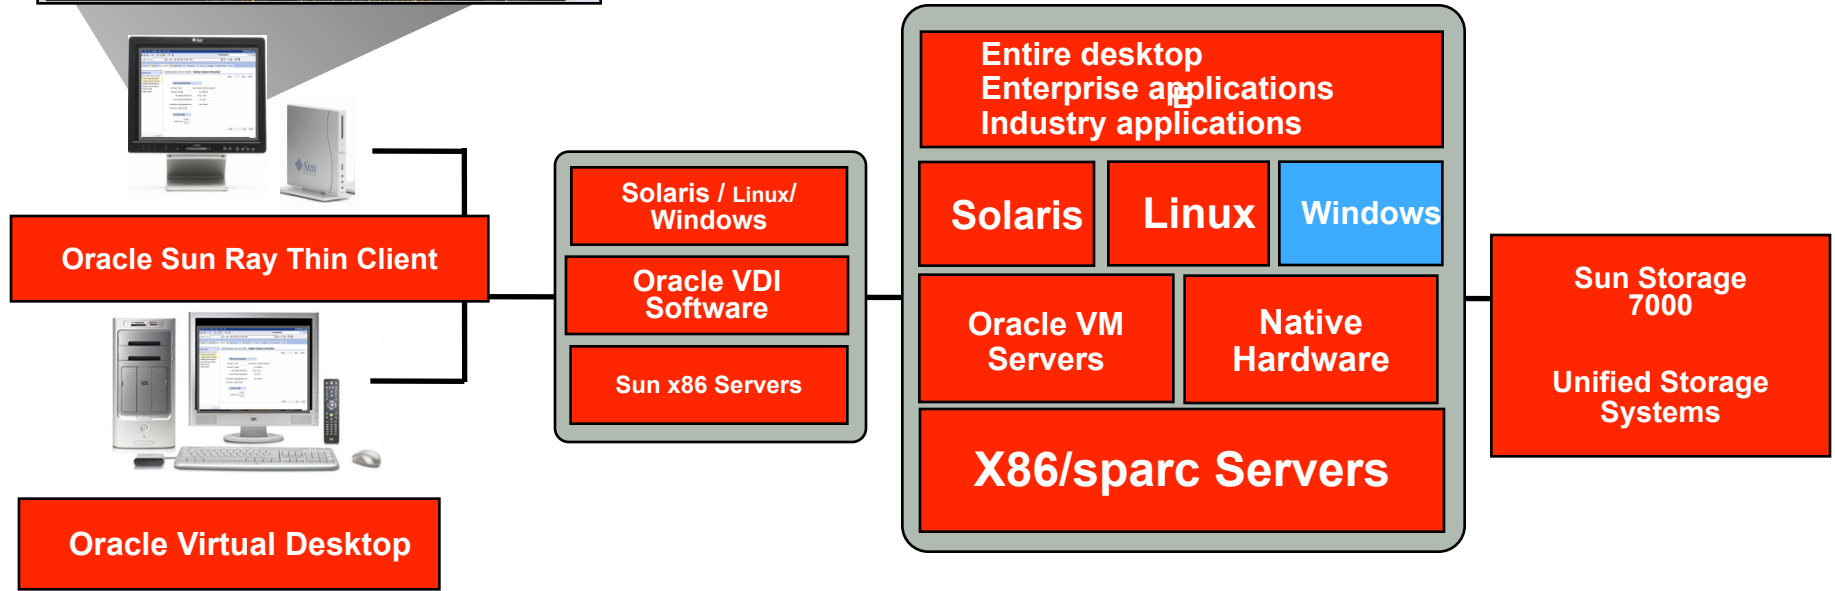 Sun
Oracle Sun Ray Thin Client
Oracle Virtual Desktop
Solaris / Linux/
Windows
Oracle VDI
Software
Sun x86 Servers
Entire desktop
Enterprise applications
Industry applications
Solaris
Linux
Windows
Oracle VM
Servers
Native
Hardware
X86/sparc Servers
Sun Storage
7000
Unified Storage
Systems